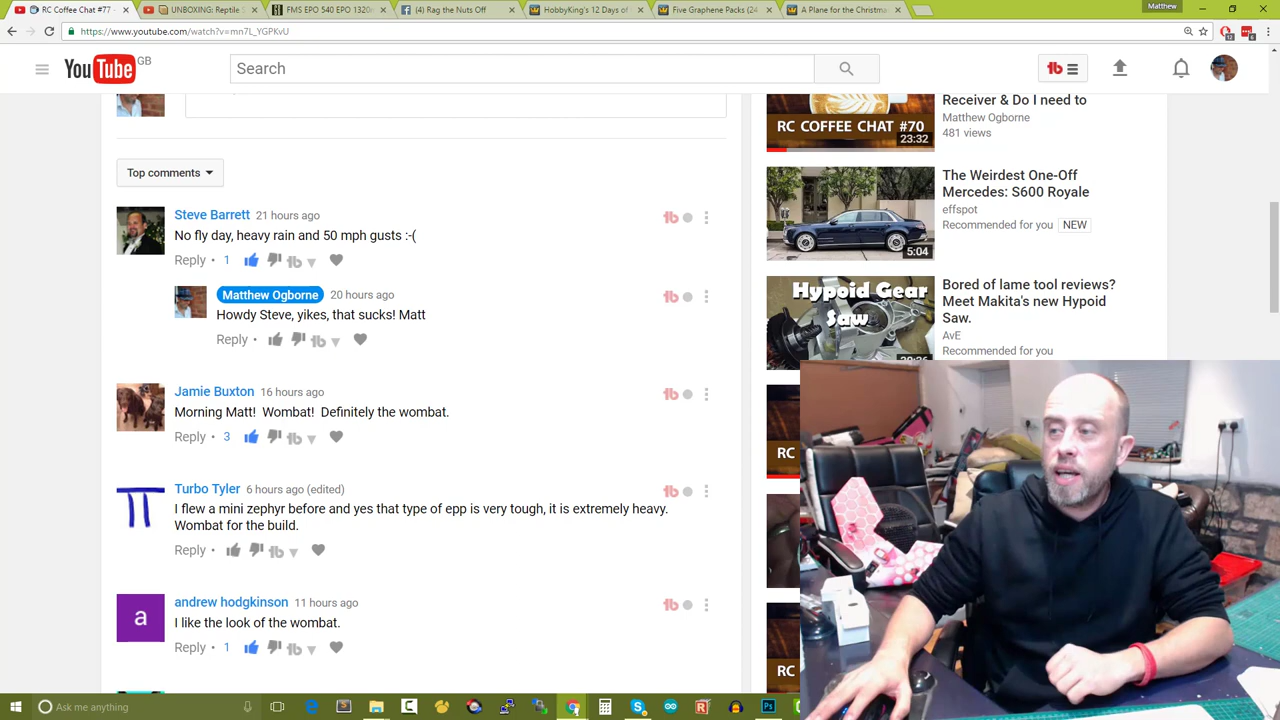 RC Coffee Chat #77 -
UNBOXING: Reptile S
FMS EPO 540 EPO 1320
(4) Rag the Nuts Off
HobbyKing's 12 Days of
Five Graphene Packs (24
A Plane for the Christma
Matthew
https://www.youtube.com/watch?v=mn7L_YGPKvU
YouTube GB
Search
Receiver & Do I need to
Matthew Ogborne
481 views
RC COFFEE CHAT #70
23:32
Top comments
The Weirdest One-Off
Mercedes: S600 Royale
effspot
Recommended for you NEW
5:04
Steve Barrett 21 hours ago
No fly day, heavy rain and 50 mph gusts :-(
Reply · 1
Matthew Ogborne 20 hours ago
Howdy Steve, yikes, that sucks! Matt
Reply ·
Hypoid Gear
Saw
Bored of lame tool reviews?
Meet Makita's new Hypoid
Saw.
AvE
Recommended for you
Jamie Buxton 16 hours ago
Morning Matt! Wombat! Definitely the wombat.
Reply · 3
RC
Turbo Tyler 6 hours ago (edited)
I flew a mini zephyr before and yes that type of epp is very tough, it is extremely heavy.
Wombat for the build.
Reply ·
a
andrew hodgkinson 11 hours ago
I like the look of the wombat.
Reply · 1
RC
Ask me anything